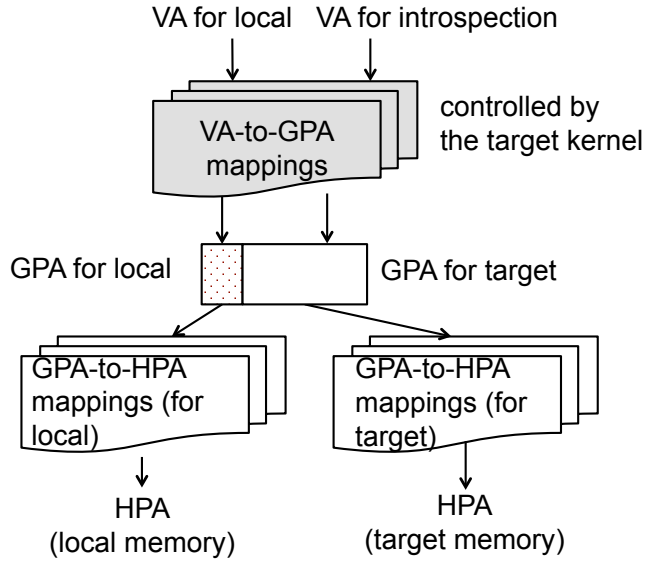 VA for local
VA for introspection
VA-to-GPA
mappings
controlled by
the target kernel
GPA for local
GPA for target
GPA-to-HPA
mappings (for
local)
GPA-to-HPA
mappings (for
target)
HPA
(local memory)
HPA
(target memory)